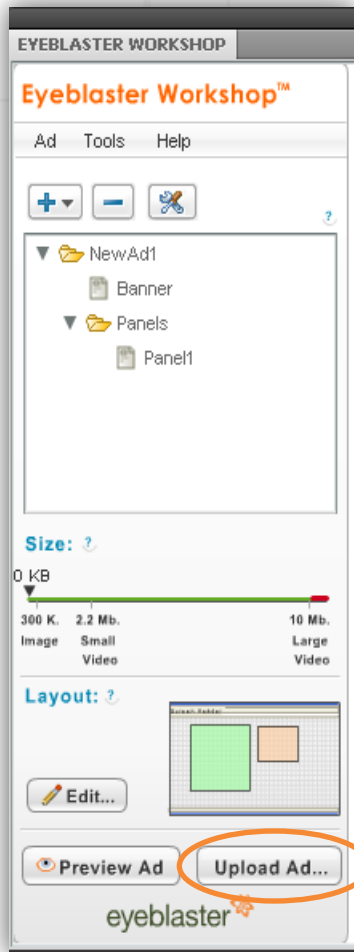 EYEBLASTER WORKSHOP
Eyeblaster Workshop™
Ad Tools Help
?
NewAd1
Banner
Panels
Panel1
Size: ?
0 KB
300 K. 2.2 Mb. 10 Mb.
Image Small Large
Video Video
Layout: ?
Edit...
Preview Ad Upload Ad...
eyeblaster